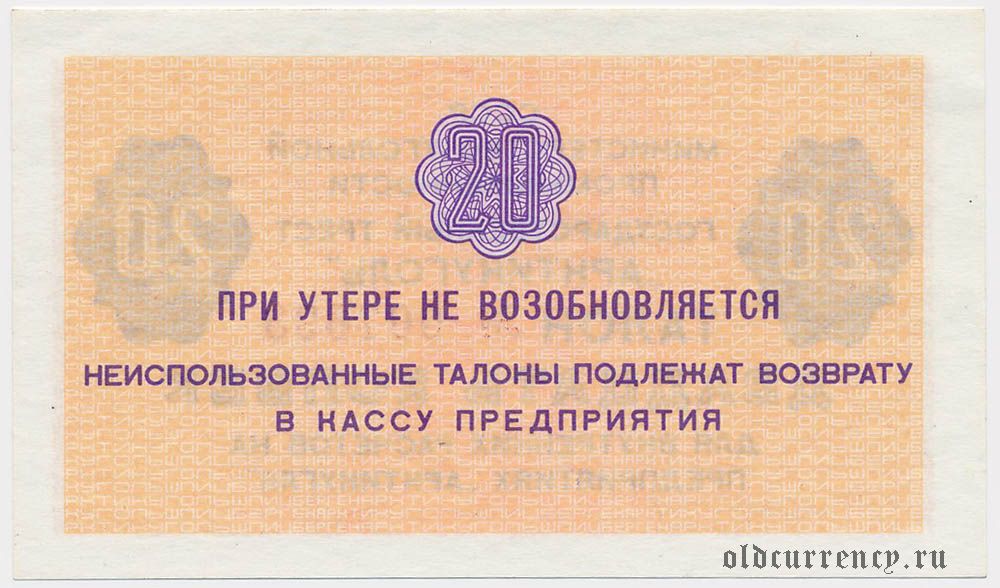 20
ПРИ УТЕРЕ НЕ ВОЗОБНОВЛЯЕТСЯ
НЕИСПОЛЬЗОВАННЫЕ ТАЛОНЫ ПОДЛЕЖАТ ВОЗВРАТУ
В КАССУ ПРЕДПРИЯТИЯ
oldcurrency.ru